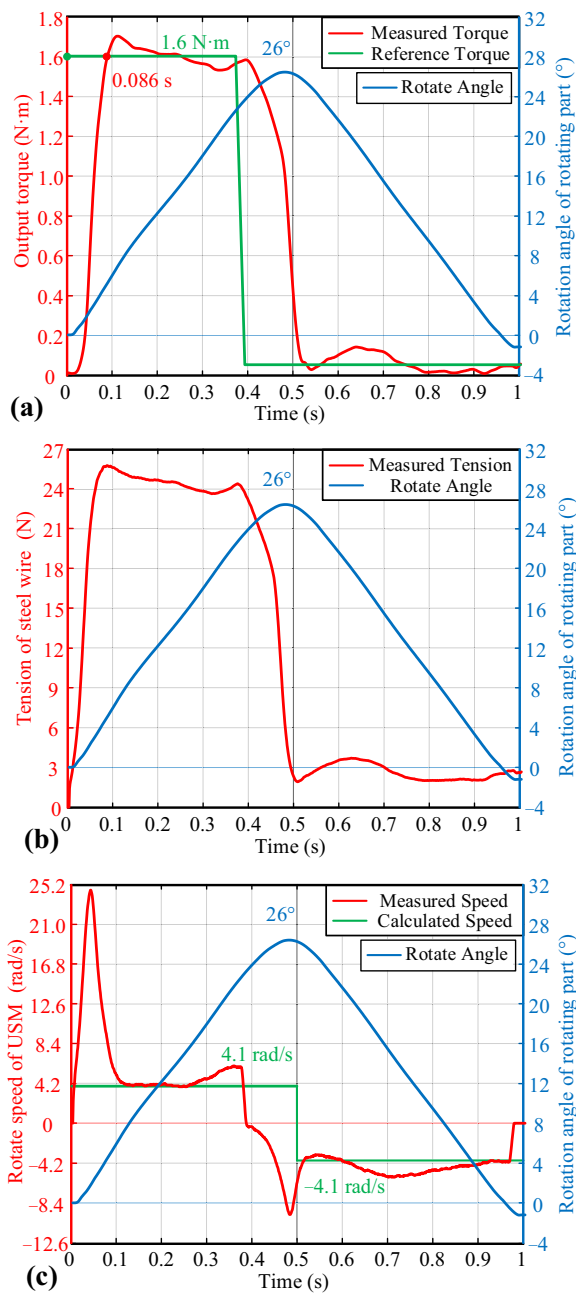 1.8
1.6
1.6
1.2
1.0
0.8
0.6
0.4
0.2
0
Output torque (N·m)
1.6 N·m
0.086 s
26°
Measured Torque
Reference Torque
Rotate Angle
32
28
24
20
16
12
8
4
0
−4
Rotation angle of rotating part (°)
0 0.1 0.2 0.3 0.4 0.5 0.6 0.7 0.8 0.9 1
Time (s)
(a)
27
24
21
18
15
12
9
6
3
0
Tension of steel wire (N)
26°
Measured Tension
Rotate Angle
32
28
24
20
16
12
8
4
0
−4
Rotation angle of rotating part (°)
0 0.1 0.2 0.3 0.4 0.5 0.6 0.7 0.8 0.9 1
Time (s)
(b)
25.2
21.0
16.8
12.6
8.4
4.2
0
−4.2
−8.4
−12.6
Rotate speed of USM (rad/s)
26°
4.1 rad/s
−4.1 rad/s
Measured Speed
Calculated Speed
Rotate Angle
32
28
24
20
16
12
8
4
0
−4
Rotation angle of rotating part (°)
0 0.1 0.2 0.3 0.4 0.5 0.6 0.7 0.8 0.9 1
Time (s)
(c)